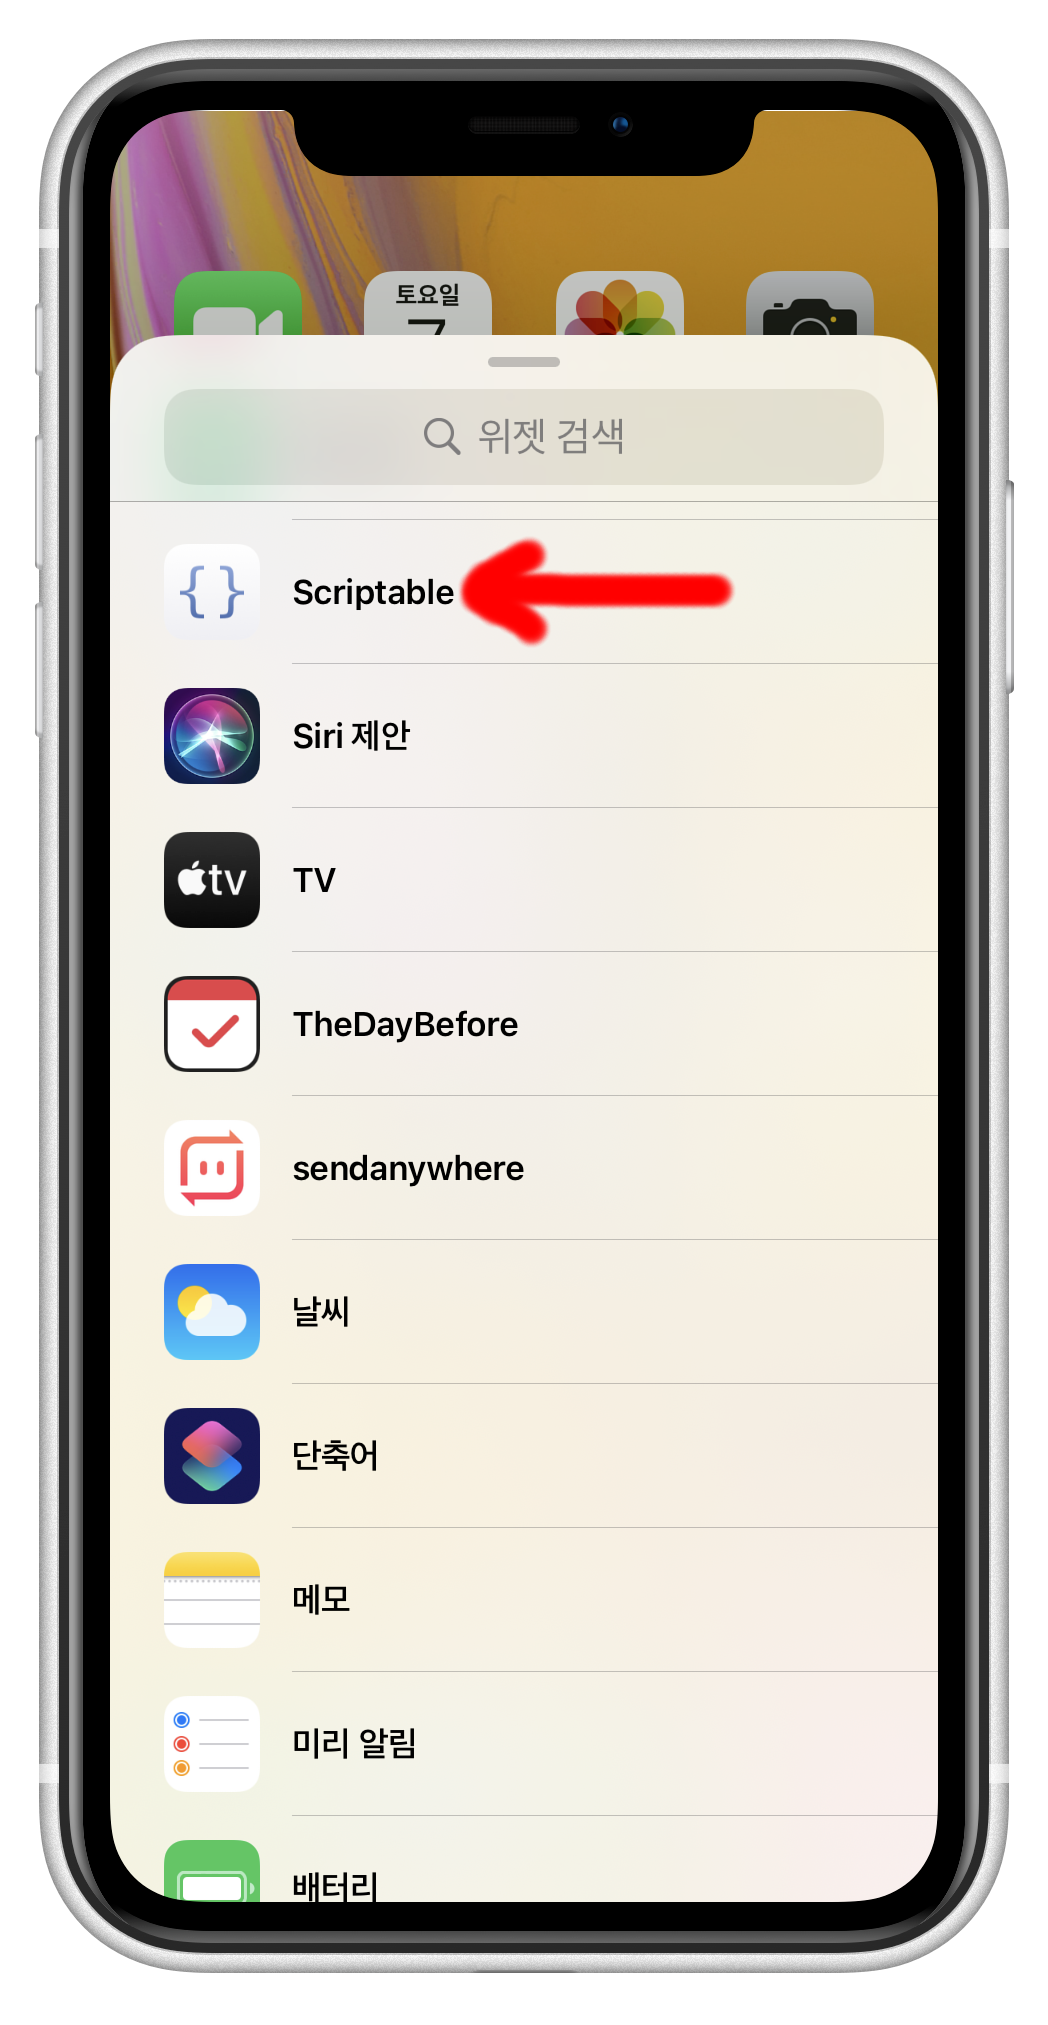 토요일
위젯 검색
{ }
Scriptable
Siri 제안
tv
TV
TheDayBefore
sendanywhere
날씨
단축어
메모
미리 알림
배터리